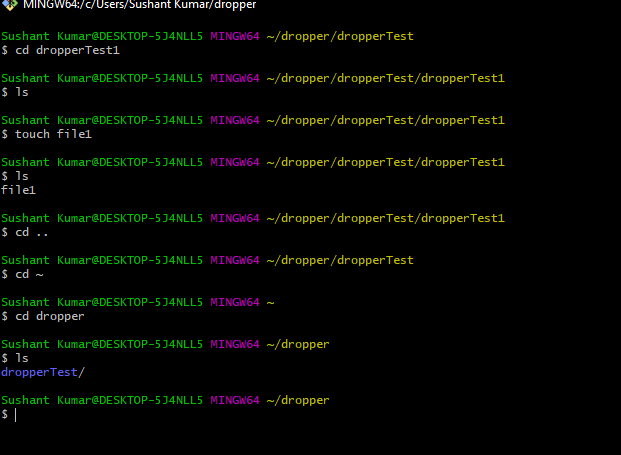 MINGW64:/c/Users/Sushant Kumar/dropper
Sushant Kumar@DESKTOP-5J4NLL5 MINGW64 ~/dropper/dropperTest
$ cd dropperTest1
Sushant Kumar@DESKTOP-5J4NLL5 MINGW64 ~/dropper/dropperTest/dropperTest1
$ ls
Sushant Kumar@DESKTOP-5J4NLL5 MINGW64 ~/dropper/dropperTest/dropperTest1
$ touch file1
Sushant Kumar@DESKTOP-5J4NLL5 MINGW64 ~/dropper/dropperTest/dropperTest1
$ ls
file1
Sushant Kumar@DESKTOP-5J4NLL5 MINGW64 ~/dropper/dropperTest/dropperTest1
$ cd ..
Sushant Kumar@DESKTOP-5J4NLL5 MINGW64 ~/dropper/dropperTest
$ cd ~
Sushant Kumar@DESKTOP-5J4NLL5 MINGW64 ~
$ cd dropper
Sushant Kumar@DESKTOP-5J4NLL5 MINGW64 ~/dropper
$ ls
dropperTest/
Sushant Kumar@DESKTOP-5J4NLL5 MINGW64 ~/dropper
$